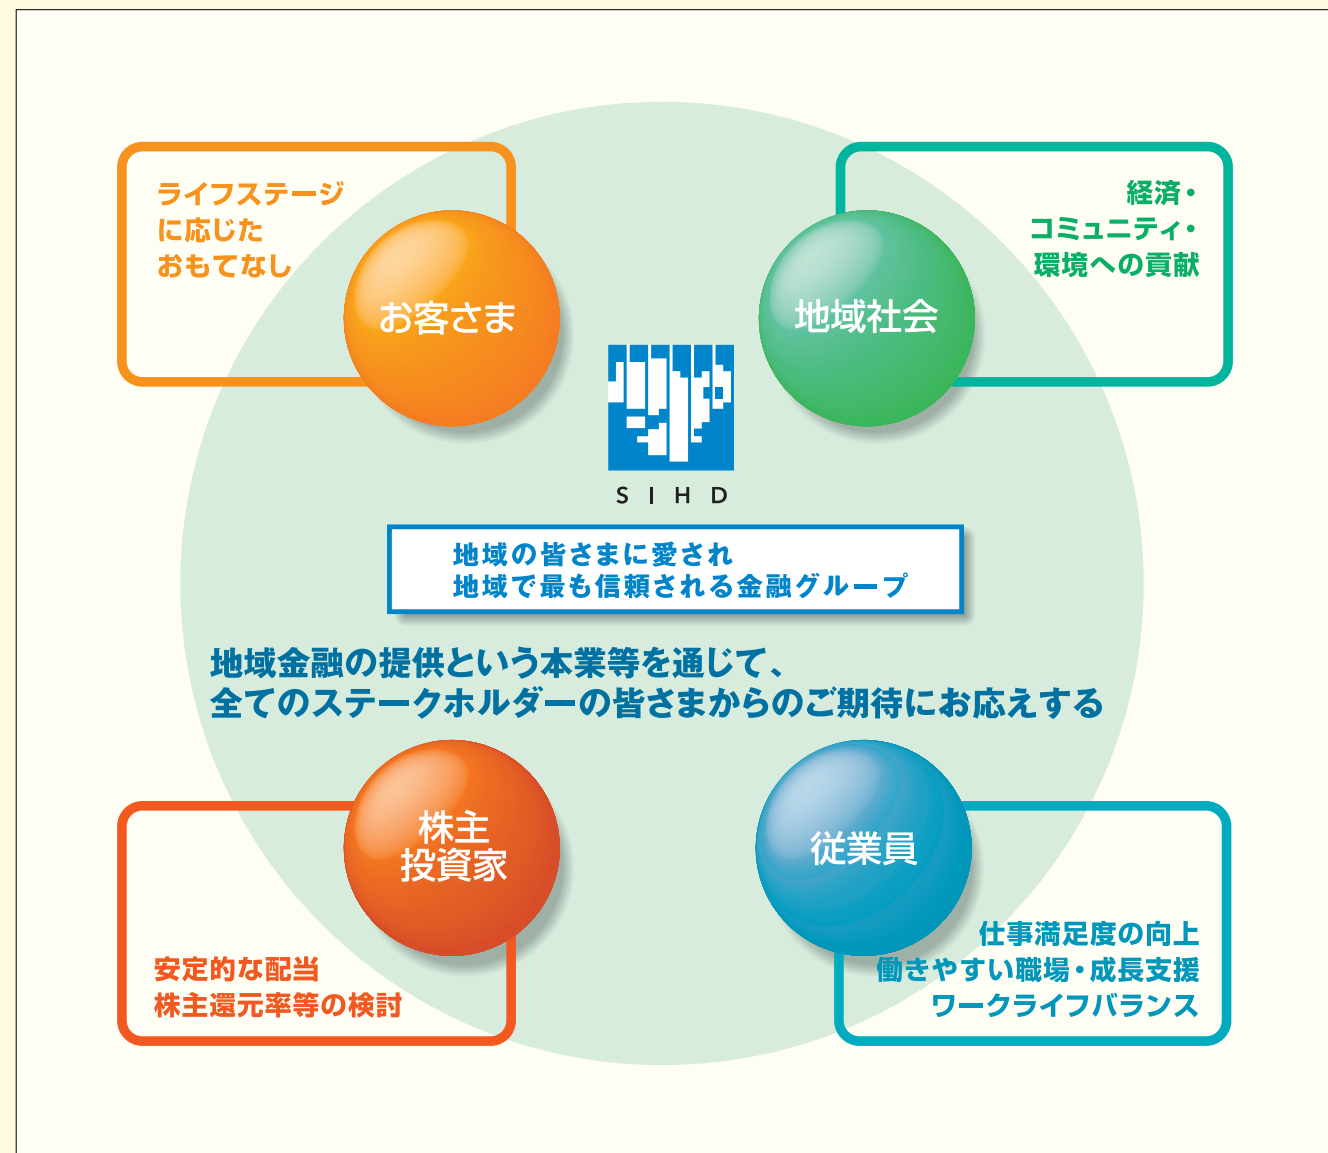 ライフステージ
に応じた
おもてなし
お客さま
経済・
コミュニティ・
環境への貢献
地域社会
SIHD
地域の皆さまに愛され
地域で最も信頼される金融グループ
地域金融の提供という本業等を通じて、
全てのステークホルダーの皆さまからのご期待にお応えする
株主
投資家
安定的な配当
株主還元率等の検討
従業員
仕事満足度の向上
働きやすい職場・成長支援
ワークライフバランス